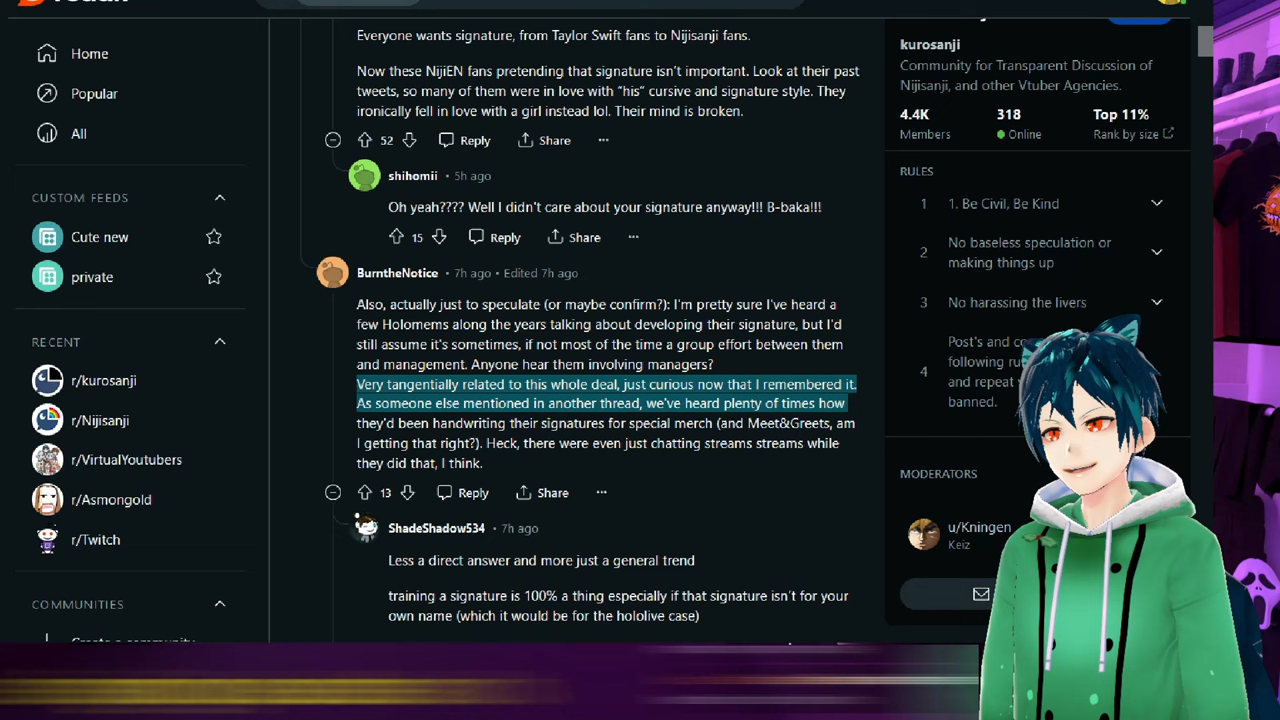 Home
Popular
All
CUSTOM FEEDS
Cute new
private
RECENT
r/kurosanji
r/Nijisanji
r/VirtualYoutubers
r/Asmongold
r/Twitch
COMMUNITIES
Everyone wants signature, from Taylor Swift fans to Nijisanji fans.
Now these NijiEN fans pretending that signature isn't important. Look at their past
tweets, so many of them were in love with “his” cursive and signature style. They
ironically fell in love with a girl instead lol. Their mind is broken.
52 Reply Share ...
shihomii • 5h ago
Oh yeah???? Well I didn't care about your signature anyway!!! B-baka!!!
15 Reply Share ...
BurntheNotice • 7h ago • Edited 7h ago
Also, actually just to speculate (or maybe confirm?): I'm pretty sure I've heard a
few Holomems along the years talking about developing their signature, but I'd
still assume it's sometimes, if not most of the time a group effort between them
and management. Anyone hear them involving managers?
Very tangentially related to this whole deal, just curious now that I remembered it.
As someone else mentioned in another thread, we've heard plenty of times how
they'd been handwriting their signatures for special merch (and Meet&Greets, am
I getting that right?). Heck, there were even just chatting streams streams while
they did that, I think.
13 Reply Share ...
ShadeShadow534 • 7h ago
Less a direct answer and more just a general trend
training a signature is 100% a thing especially if that signature isn't for your
own name (which it would be for the hololive case)
kurosanji
Community for Transparent Discussion of
Nijisanji, and other Vtuber Agencies.
4.4K 318 Top 11%
Members Online Rank by size
RULES
1 1. Be Civil, Be Kind
2 No baseless speculation or
making things up
3 No harassing the livers
4 Post's and
following
and repeat
banned.
MODERATORS
u/Kningen
Keiz